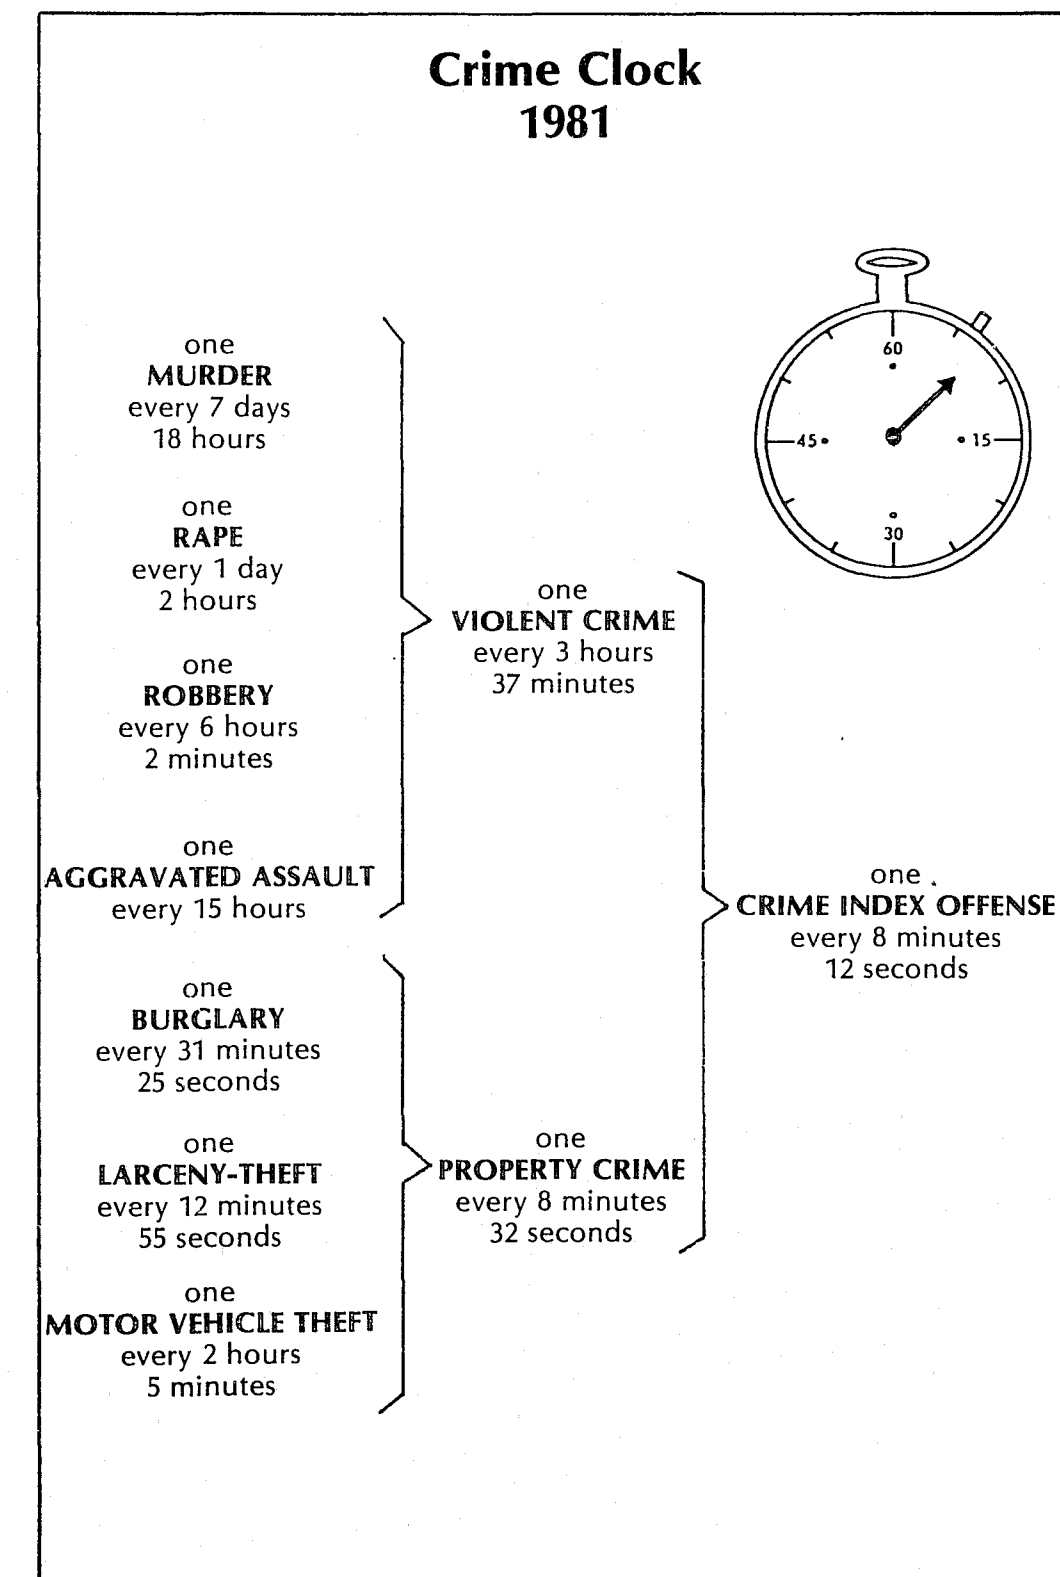 Crime Clock
1981
one
MURDER
every 7 days
18 hours
one
RAPE
every 1 day
2 hours
one
ROBBERY
every 6 hours
2 minutes
one
AGGRAVATED ASSAULT
every 15 hours
one
BURGLARY
every 31 minutes
25 seconds
one
LARCENY-THEFT
every 12 minutes
55 seconds
one
MOTOR VEHICLE THEFT
every 2 hours
5 minutes
one
VIOLENT CRIME
every 3 hours
37 minutes
one
PROPERTY CRIME
every 8 minutes
32 seconds
one
CRIME INDEX OFFENSE
every 8 minutes
12 seconds
60
45
15
30